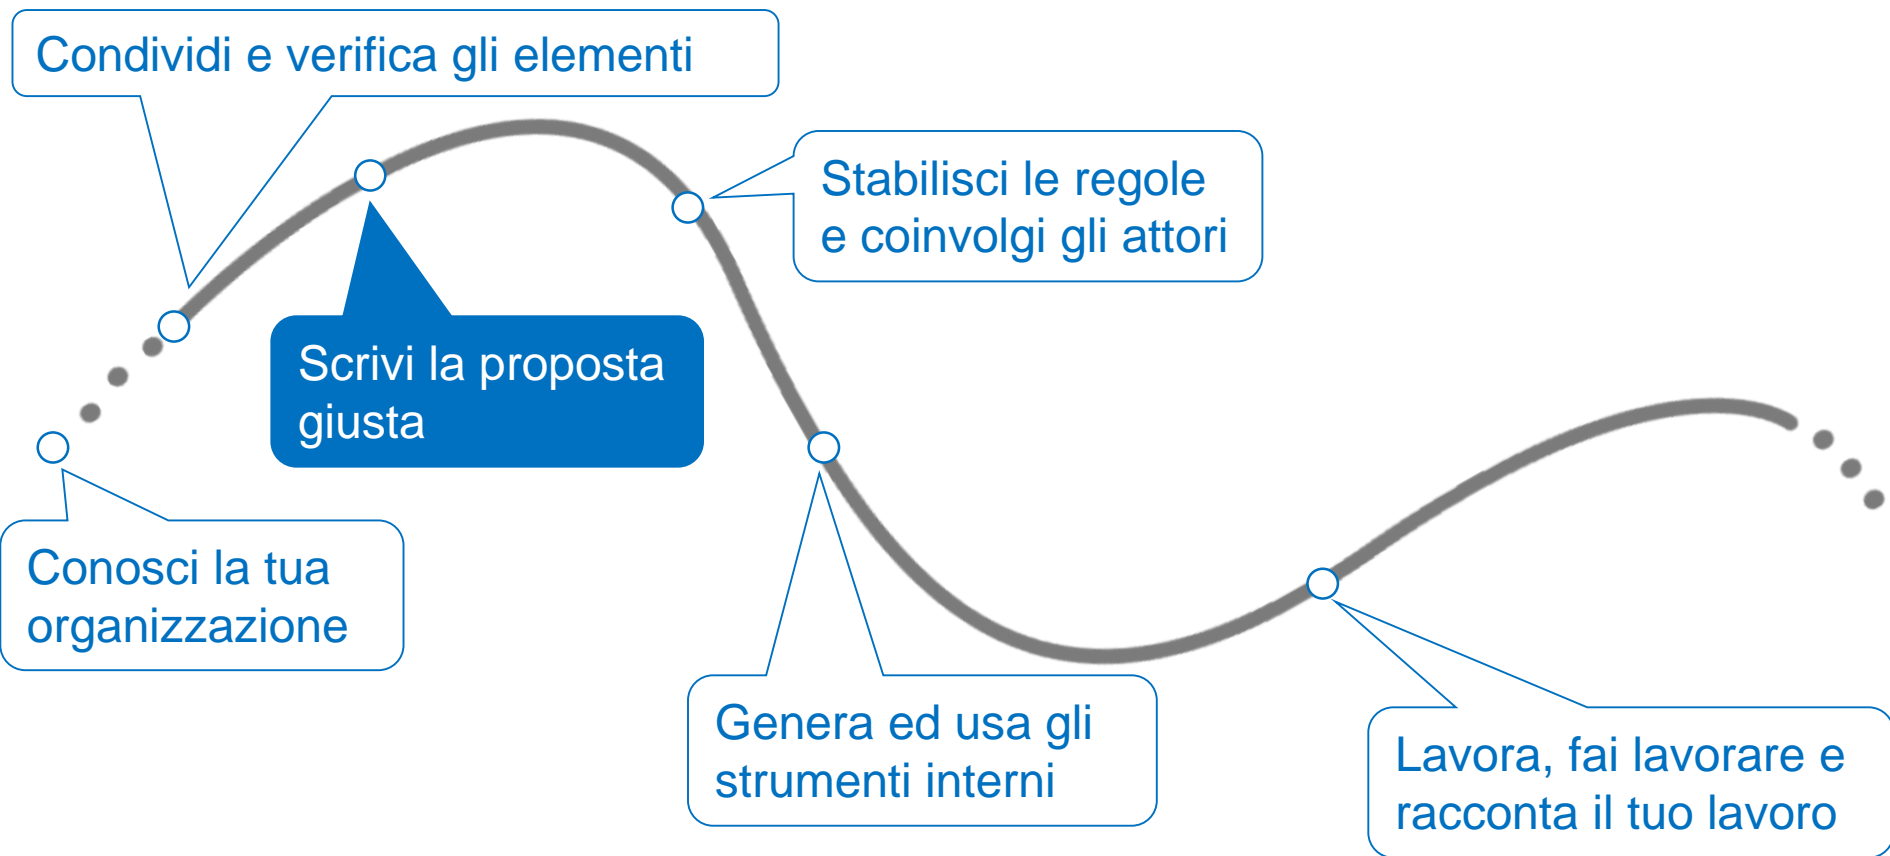 Condividi e verifica gli elementi
Stabilisci le regole
e coinvolgi gli attori
Scrivi la proposta
giusta
Conosci la tua
organizzazione
Genera ed usa gli
strumenti interni
Lavora, fai lavorare e
racconta il tuo lavoro